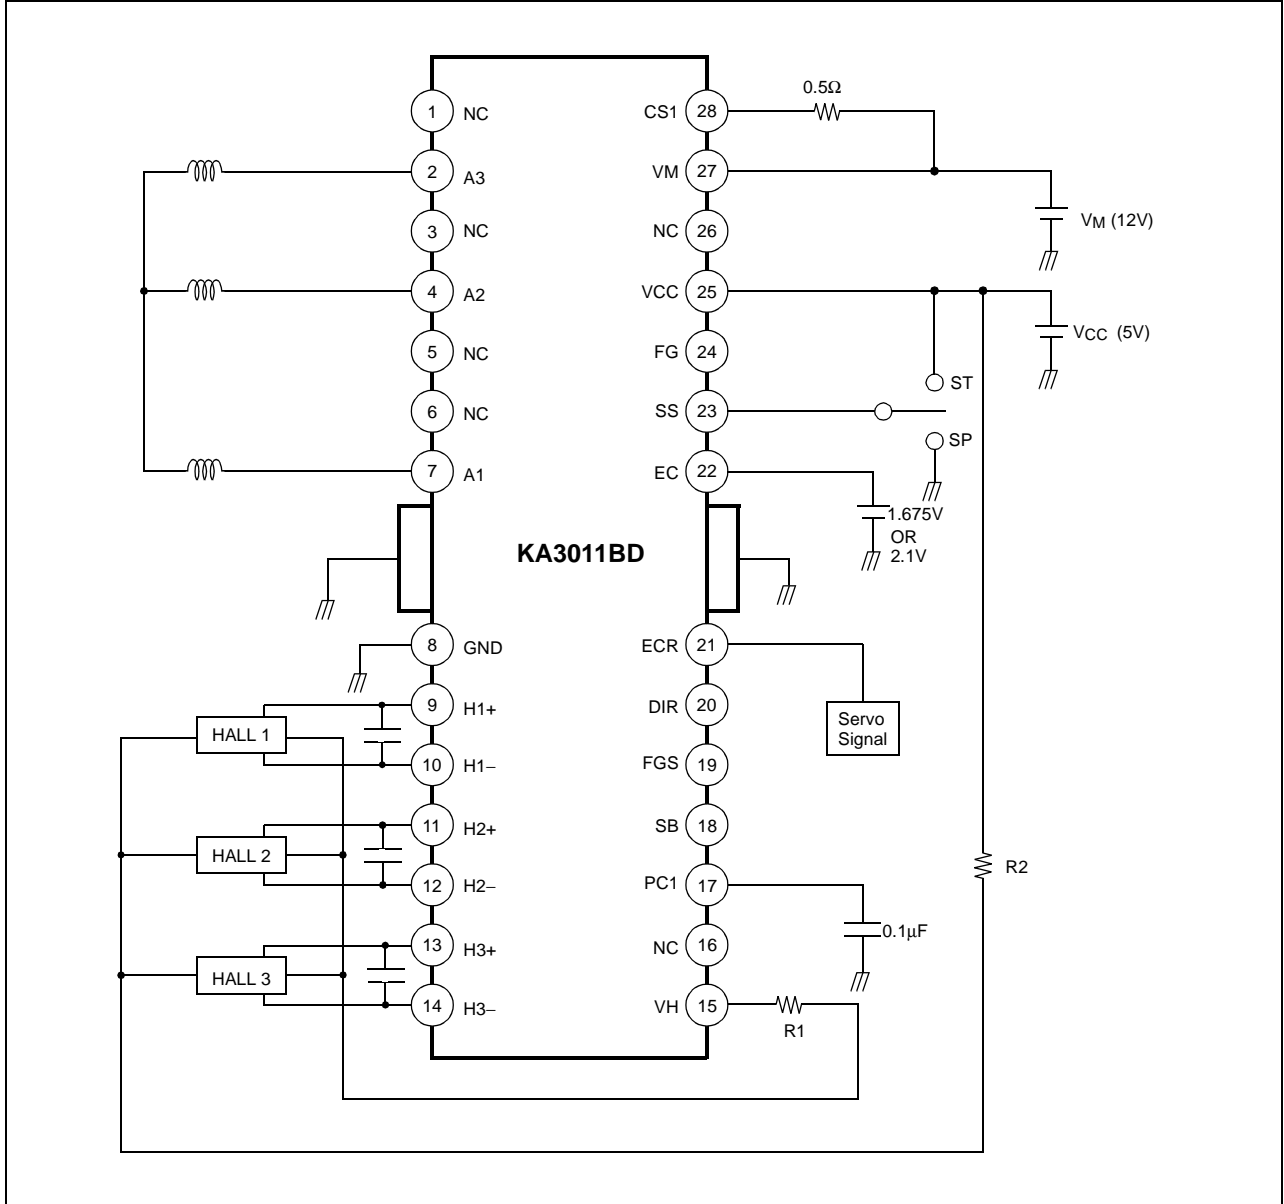 0.5Ω
1 NC
CS1 28
2 A3
VM 27
3 NC
NC 26
VM (12V)
4 A2
VCC 25
VCC (5V)
5 NC
FG 24
ST
6 NC
SS 23
SP
7 A1
EC 22
1.675V
OR
2.1V
KA3011BD
8 GND
ECR 21
9 H1+
DIR 20
Servo
Signal
HALL 1
10 H1−
FGS 19
11 H2+
SB 18
HALL 2
R2
12 H2−
PC1 17
0.1μF
13 H3+
NC 16
HALL 3
14 H3−
VH 15
R1